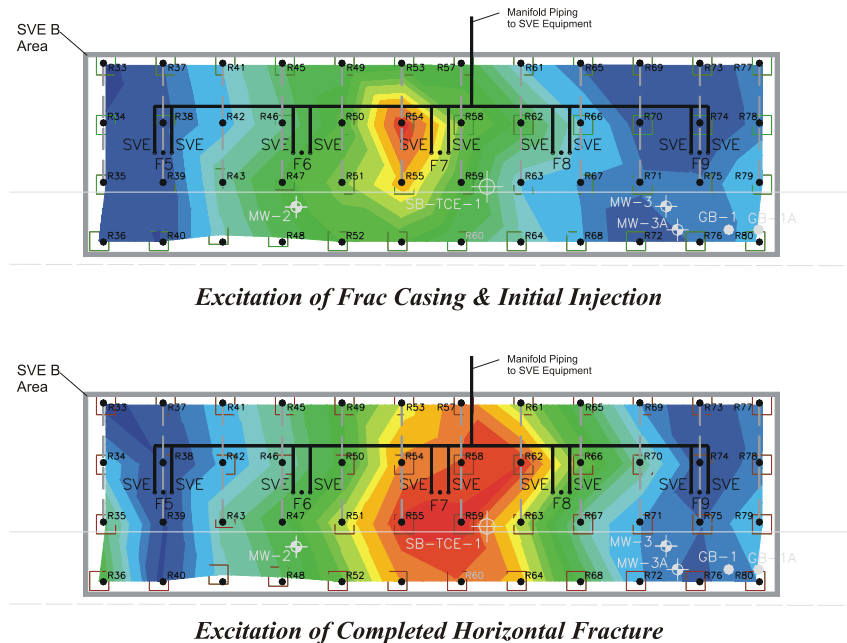 Manifold Piping
to SVE Equipment
SVE B
Area
R33 R37 R41 R45 R49 R53 R57 R61 R65 R69 R73 R77
R34 R38 R42 R46 R50 R54 R58 R62 R66 R70 R74 R78
SVE SVE SVE SVE SVE SVE SVE SVE SVE SVE
F5 F6 F7 F8 F9
R35 R39 R43 R47 R51 R55 R59 R63 R67 R71 R75 R79
MW-2 SB-TCE-1 MW-3
MW-3A GB-1 GB-1A
R36 R40 R44 R48 R52 R60 R64 R68 R72 R76 R80
Excitation of Frac Casing & Initial Injection
Manifold Piping
to SVE Equipment
SVE B
Area
R33 R37 R41 R45 R49 R53 R57 R61 R65 R69 R73 R77
R34 R38 R42 R46 R50 R54 R58 R62 R66 R70 R74 R78
SVE SVE SVE SVE SVE SVE SVE SVE SVE SVE
F5 F6 F7 F8 F9
R35 R39 R43 R47 R51 R55 R59 R63 R67 R71 R75 R79
MW-2 SB-TCE-1 MW-3
MW-3A GB-1 GB-1A
R36 R40 R44 R48 R52 R60 R64 R68 R72 R76 R80
Excitation of Completed Horizontal Fracture